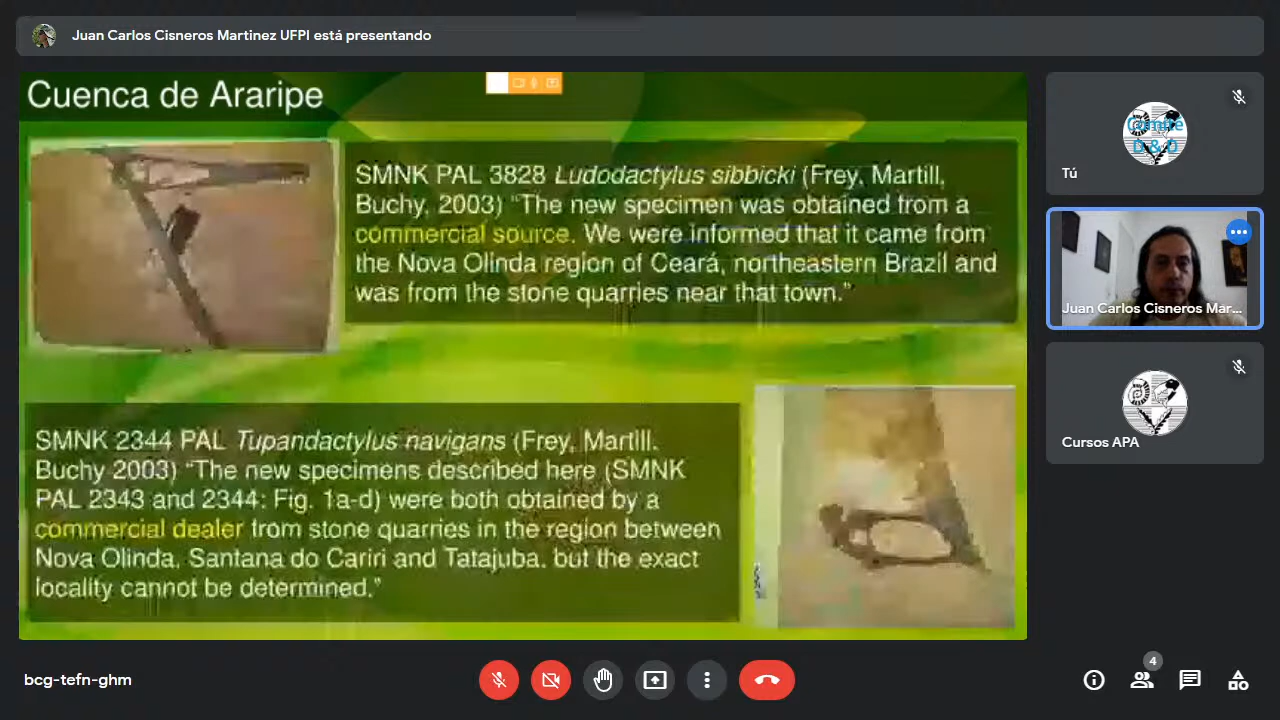 Juan Carlos Cisneros Martinez UFPI está presentando
Cuenca de Araripe
SMNK PAL 3828 Ludodactylus sibbicki (Frey, Martill,
Buchy, 2003) “The new specimen was obtained from a
commercial source. We were informed that it came from
the Nova Olinda region of Ceará, northeastern Brazil and
was from the stone quarries near that town.”
SMNK 2344 PAL Tupandactylus navigans (Frey, Martill.
Buchy 2003) “The new specimens described here (SMNK
PAL 2343 and 2344: Fig. 1a-d) were both obtained by a
commercial dealer from stone quarries in the region between
Nova Olinda, Santana do Cariri and Tatajuba, but the exact
locality cannot be determined.”
Comite
D & D
Tú
Juan Carlos Cisneros Mar...
Cursos APA
bcg-tefn-ghm
4